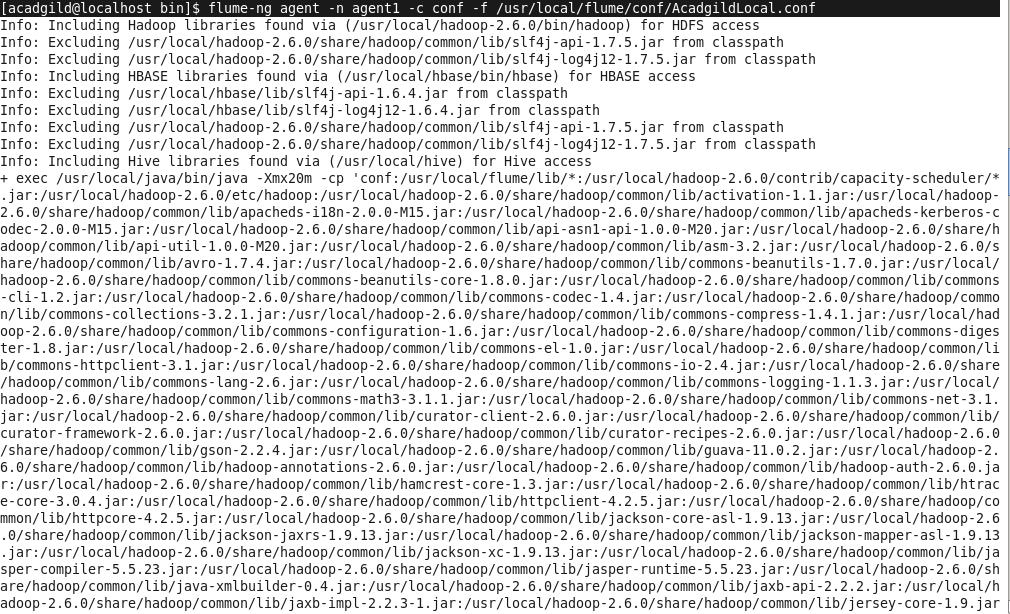 [acadgild@localhost bin]$ flume-ng agent -n agent1 -c conf -f /usr/local/flume/conf/AcadgildLocal.conf
Info: Including Hadoop libraries found via (/usr/local/hadoop-2.6.0/bin/hadoop) for HDFS access
Info: Excluding /usr/local/hadoop-2.6.0/share/hadoop/common/lib/slf4j-api-1.7.5.jar from classpath
Info: Excluding /usr/local/hadoop-2.6.0/share/hadoop/common/lib/slf4j-log4j12-1.7.5.jar from classpath
Info: Including HBASE libraries found via (/usr/local/hbase/bin/hbase) for HBASE access
Info: Excluding /usr/local/hbase/lib/slf4j-api-1.6.4.jar from classpath
Info: Excluding /usr/local/hbase/lib/slf4j-log4j12-1.6.4.jar from classpath
Info: Excluding /usr/local/hadoop-2.6.0/share/hadoop/common/lib/slf4j-api-1.7.5.jar from classpath
Info: Excluding /usr/local/hadoop-2.6.0/share/hadoop/common/lib/slf4j-log4j12-1.7.5.jar from classpath
Info: Including Hive libraries found via (/usr/local/hive) for Hive access
+ exec /usr/local/java/bin/java -Xmx20m -cp 'conf:/usr/local/flume/lib/*:/usr/local/hadoop-2.6.0/contrib/capacity-scheduler/*
.jar:/usr/local/hadoop-2.6.0/etc/hadoop:/usr/local/hadoop-2.6.0/share/hadoop/common/lib/activation-1.1.jar:/usr/local/hadoop-
2.6.0/share/hadoop/common/lib/apacheds-i18n-2.0.0-M15.jar:/usr/local/hadoop-2.6.0/share/hadoop/common/lib/apacheds-kerberos-c
odec-2.0.0-M15.jar:/usr/local/hadoop-2.6.0/share/hadoop/common/lib/api-asn1-api-1.0.0-M20.jar:/usr/local/hadoop-2.6.0/share/h
adoop/common/lib/api-util-1.0.0-M20.jar:/usr/local/hadoop-2.6.0/share/hadoop/common/lib/asm-3.2.jar:/usr/local/hadoop-2.6.0/s
hare/hadoop/common/lib/avro-1.7.4.jar:/usr/local/hadoop-2.6.0/share/hadoop/common/lib/commons-beanutils-1.7.0.jar:/usr/local/
hadoop-2.6.0/share/hadoop/common/lib/commons-beanutils-core-1.8.0.jar:/usr/local/hadoop-2.6.0/share/hadoop/common/lib/commons
-cli-1.2.jar:/usr/local/hadoop-2.6.0/share/hadoop/common/lib/commons-codec-1.4.jar:/usr/local/hadoop-2.6.0/share/hadoop/commo
n/lib/commons-collections-3.2.1.jar:/usr/local/hadoop-2.6.0/share/hadoop/common/lib/commons-compress-1.4.1.jar:/usr/local/had
oop-2.6.0/share/hadoop/common/lib/commons-configuration-1.6.jar:/usr/local/hadoop-2.6.0/share/hadoop/common/lib/commons-diges
ter-1.8.jar:/usr/local/hadoop-2.6.0/share/hadoop/common/lib/commons-el-1.0.jar:/usr/local/hadoop-2.6.0/share/hadoop/common/li
b/commons-httpclient-3.1.jar:/usr/local/hadoop-2.6.0/share/hadoop/common/lib/commons-io-2.4.jar:/usr/local/hadoop-2.6.0/share
/hadoop/common/lib/commons-lang-2.6.jar:/usr/local/hadoop-2.6.0/share/hadoop/common/lib/commons-logging-1.1.3.jar:/usr/local/
hadoop-2.6.0/share/hadoop/common/lib/commons-math3-3.1.1.jar:/usr/local/hadoop-2.6.0/share/hadoop/common/lib/commons-net-3.1.
jar:/usr/local/hadoop-2.6.0/share/hadoop/common/lib/curator-client-2.6.0.jar:/usr/local/hadoop-2.6.0/share/hadoop/common/lib/
curator-framework-2.6.0.jar:/usr/local/hadoop-2.6.0/share/hadoop/common/lib/curator-recipes-2.6.0.jar:/usr/local/hadoop-2.6.0
/share/hadoop/common/lib/gson-2.2.4.jar:/usr/local/hadoop-2.6.0/share/hadoop/common/lib/guava-11.0.2.jar:/usr/local/hadoop-2.
6.0/share/hadoop/common/lib/hadoop-annotations-2.6.0.jar:/usr/local/hadoop-2.6.0/share/hadoop/common/lib/hadoop-auth-2.6.0.ja
r:/usr/local/hadoop-2.6.0/share/hadoop/common/lib/hamcrest-core-1.3.jar:/usr/local/hadoop-2.6.0/share/hadoop/common/lib/htrac
e-core-3.0.4.jar:/usr/local/hadoop-2.6.0/share/hadoop/common/lib/httpclient-4.2.5.jar:/usr/local/hadoop-2.6.0/share/hadoop/co
mmon/lib/httpcore-4.2.5.jar:/usr/local/hadoop-2.6.0/share/hadoop/common/lib/jackson-core-asl-1.9.13.jar:/usr/local/hadoop-2.6
.0/share/hadoop/common/lib/jackson-jaxrs-1.9.13.jar:/usr/local/hadoop-2.6.0/share/hadoop/common/lib/jackson-mapper-asl-1.9.13
.jar:/usr/local/hadoop-2.6.0/share/hadoop/common/lib/jackson-xc-1.9.13.jar:/usr/local/hadoop-2.6.0/share/hadoop/common/lib/ja
sper-compiler-5.5.23.jar:/usr/local/hadoop-2.6.0/share/hadoop/common/lib/jasper-runtime-5.5.23.jar:/usr/local/hadoop-2.6.0/sh
are/hadoop/common/lib/java-xmlbuilder-0.4.jar:/usr/local/hadoop-2.6.0/share/hadoop/common/lib/jaxb-api-2.2.2.jar:/usr/local/h
adoop-2.6.0/share/hadoop/common/lib/jaxb-impl-2.2.3-1.jar:/usr/local/hadoop-2.6.0/share/hadoop/common/lib/jersey-core-1.9.jar